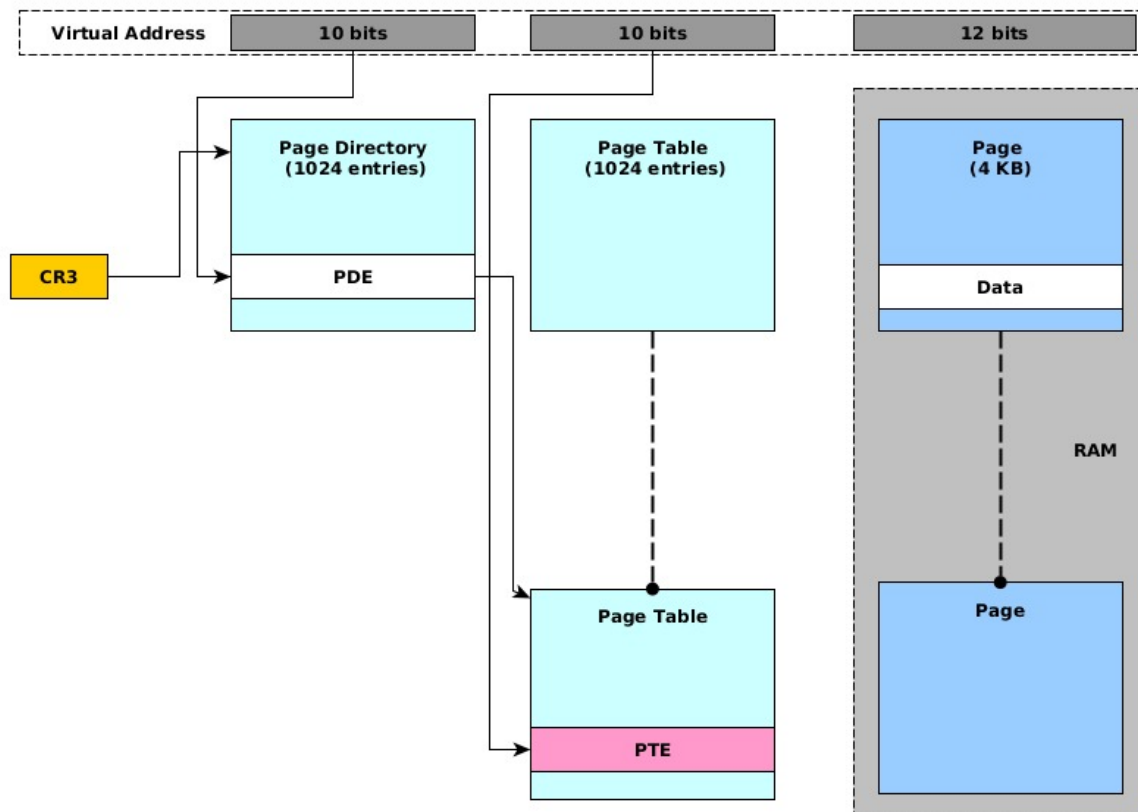 Virtual Address
10 bits
10 bits
12 bits
Page Directory
(1024 entries)
Page Table
(1024 entries)
Page
(4 KB)
CR3
PDE
Data
RAM
Page Table
Page
PTE